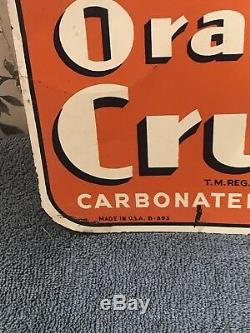 Ora
Cru
T.M. REG.
CARBONATE
MADE IN U.S.A. D-893